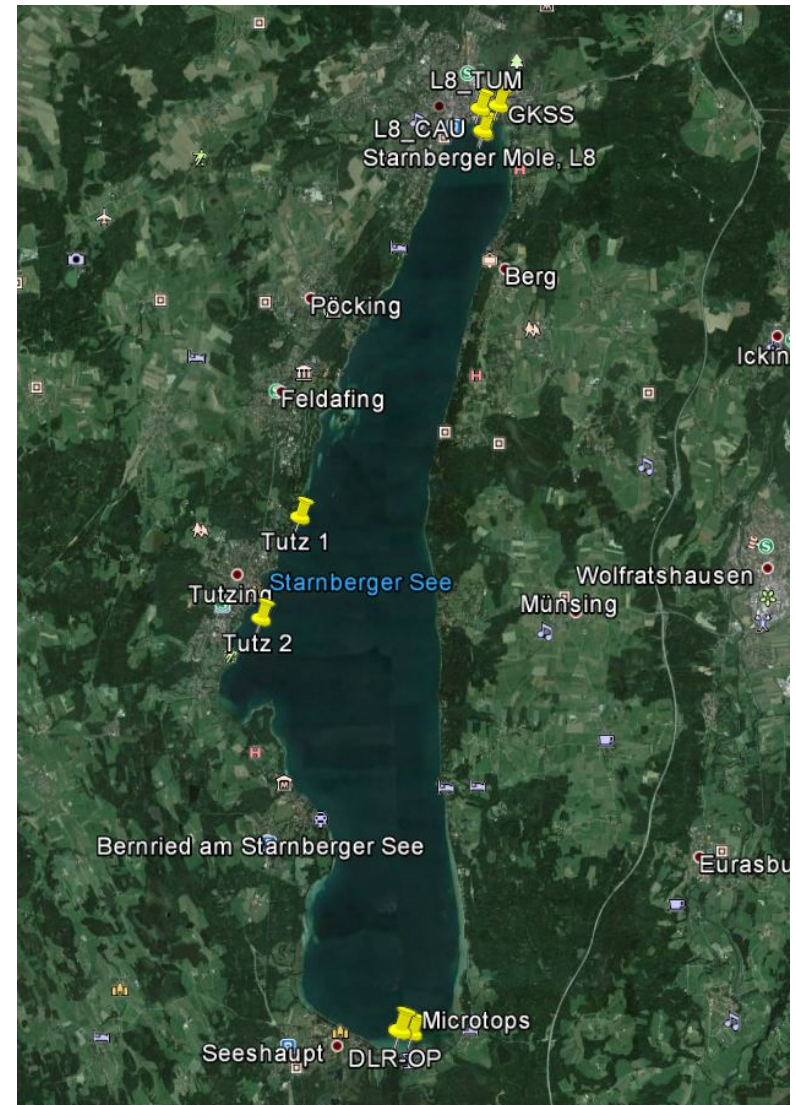 L8_TUM
GKSS
L8_CAU
Starnberger Mole, L8
Berg
Pöcking
Ickin
Feldafing
Tutz 1
Starnberger See
Wolfratshausen
Tutzing
Münsing
Tutz 2
Bernried am Starnberger See
Eurasbu
Microtops
Seeshaupt
DLR-OP